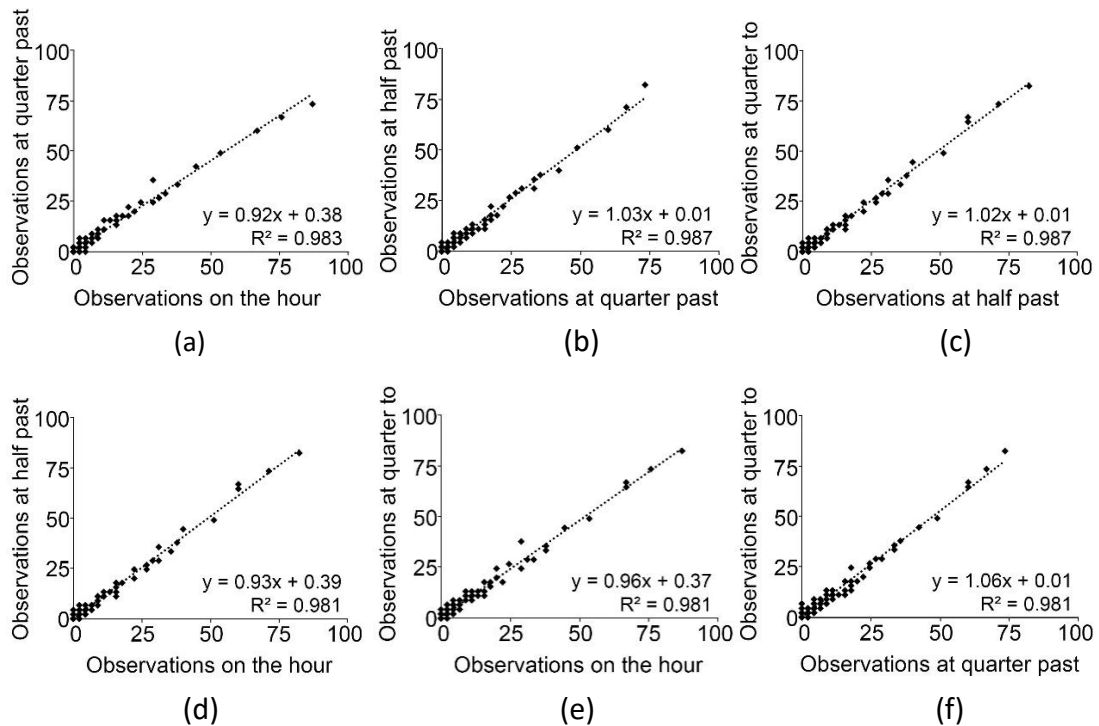 Observations at quarter past
100
75
50
25
0
0
25
50
75
100
y = 0.92x + 0.38
R² = 0.983
Observations on the hour
(a)
Observations at half past
100
75
50
25
0
0
25
50
75
100
y = 1.03x + 0.01
R² = 0.987
Observations at quarter past
(b)
Observations at quarter to
100
75
50
25
0
0
25
50
75
100
y = 1.02x + 0.01
R² = 0.987
Observations at half past
(c)
Observations at half past
100
75
50
25
0
0
25
50
75
100
y = 0.93x + 0.39
R² = 0.981
Observations on the hour
(d)
Observations at quarter to
100
75
50
25
0
0
25
50
75
100
y = 0.96x + 0.37
R² = 0.981
Observations on the hour
(e)
Observations at quarter to
100
75
50
25
0
0
25
50
75
100
y = 1.06x + 0.01
R² = 0.981
Observations at quarter past
(f)